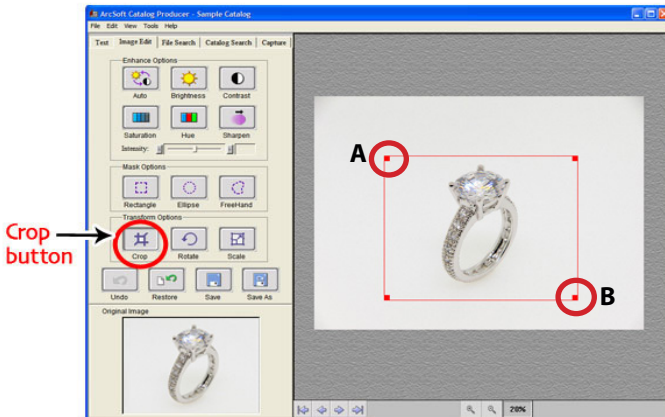 ArcSoft Catalog Producer - Sample Catalog
File Edit View Tools Help
Text Image Edit File Search Catalog Search Capture
Enhance Options
Auto Brightness Contrast
Saturation Hue Sharpen
Intensity:
Mask Options
Rectangle Ellipse FreeHand
Transform Options
Crop Rotate Scale
Undo Restore Save Save As
Original Image
Crop
button
A
B
20%